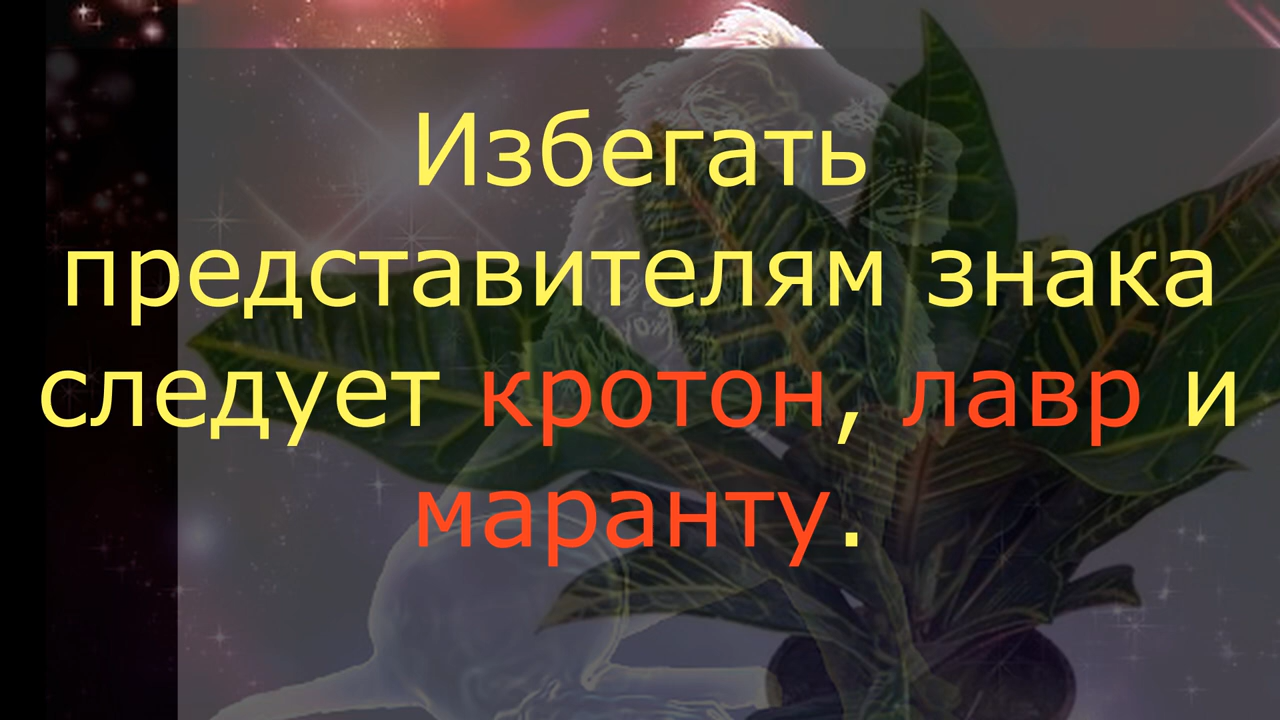 Избегать
представителям знака
следует кротон, лавр и
маранту.